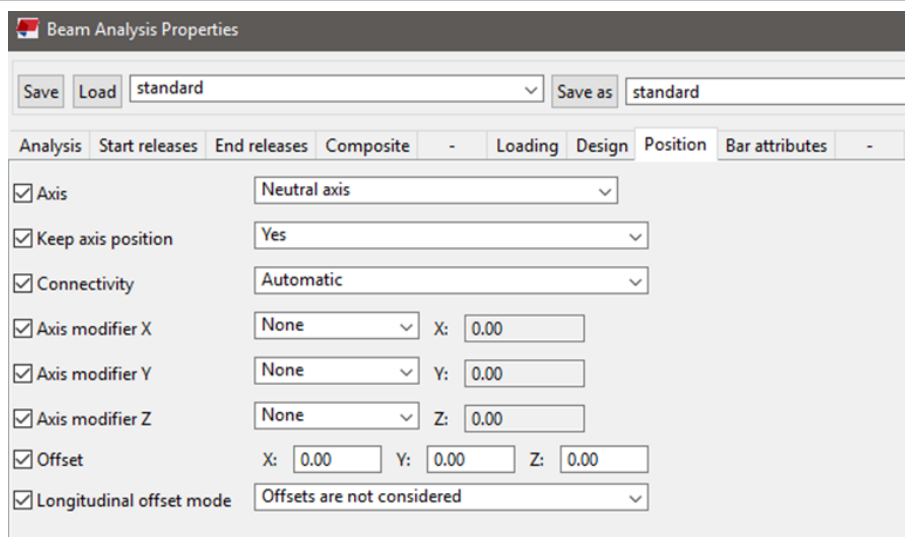 Beam Analysis Properties
Save Load standard Save as standard
Analysis Start releases End releases Composite - Loading Design Position Bar attributes -
Axis Neutral axis
Keep axis position Yes
Connectivity Automatic
Axis modifier X None X: 0.00
Axis modifier Y None Y: 0.00
Axis modifier Z None Z: 0.00
Offset X: 0.00 Y: 0.00 Z: 0.00
Longitudinal offset mode Offsets are not considered